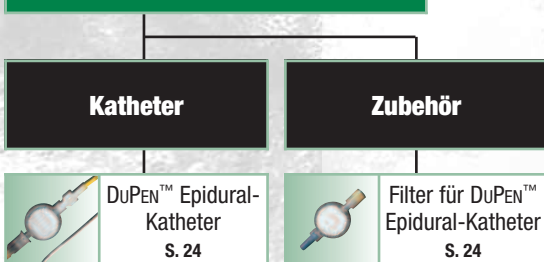 Katheter
Zubehör
DuPen™ Epidural-
Katheter
S. 24
Filter für DuPen™
Epidural-Katheter
S. 24